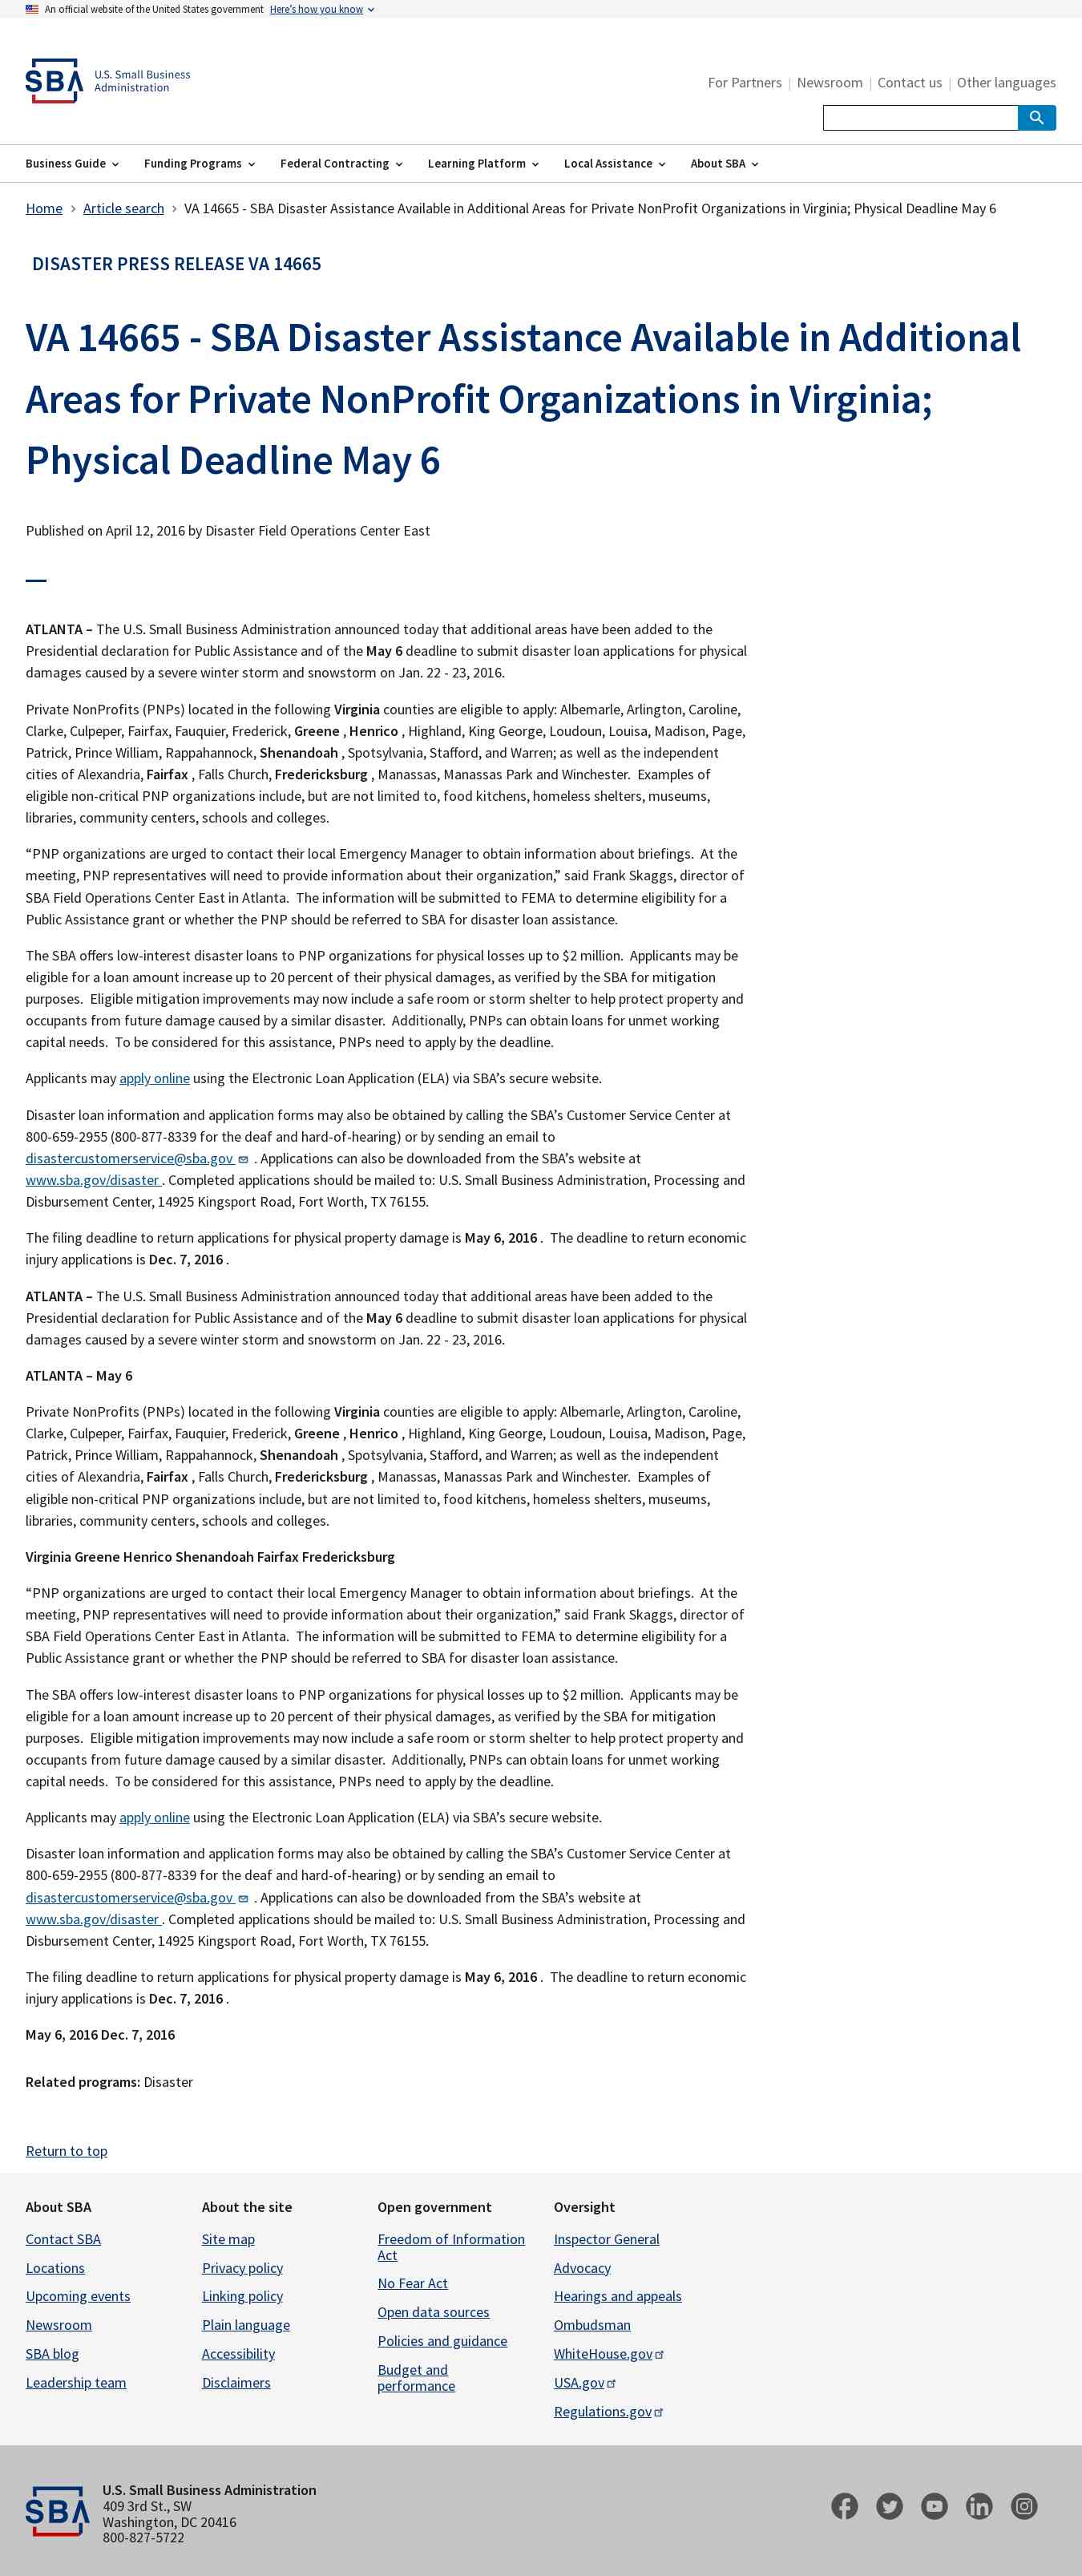 An official website of the United States government Here's how you know
SBA U.S. Small Business
Administration
For Partners | Newsroom | Contact us | Other languages
Business Guide Funding Programs Federal Contracting Learning Platform Local Assistance About SBA
Home > Article search > VA 14665 - SBA Disaster Assistance Available in Additional Areas for Private NonProfit Organizations in Virginia; Physical Deadline May 6
DISASTER PRESS RELEASE VA 14665
VA 14665 - SBA Disaster Assistance Available in Additional
Areas for Private NonProfit Organizations in Virginia;
Physical Deadline May 6
Published on April 12, 2016 by Disaster Field Operations Center East
ATLANTA – The U.S. Small Business Administration announced today that additional areas have been added to the
Presidential declaration for Public Assistance and of the May 6 deadline to submit disaster loan applications for physical
damages caused by a severe winter storm and snowstorm on Jan. 22 - 23, 2016.
Private NonProfits (PNPs) located in the following Virginia counties are eligible to apply: Albemarle, Arlington, Caroline,
Clarke, Culpeper, Fairfax, Fauquier, Frederick, Greene , Henrico , Highland, King George, Loudoun, Louisa, Madison, Page,
Patrick, Prince William, Rappahannock, Shenandoah , Spotsylvania, Stafford, and Warren; as well as the independent
cities of Alexandria, Fairfax , Falls Church, Fredericksburg , Manassas, Manassas Park and Winchester.  Examples of
eligible non-critical PNP organizations include, but are not limited to, food kitchens, homeless shelters, museums,
libraries, community centers, schools and colleges.
“PNP organizations are urged to contact their local Emergency Manager to obtain information about briefings.  At the
meeting, PNP representatives will need to provide information about their organization,” said Frank Skaggs, director of
SBA Field Operations Center East in Atlanta.  The information will be submitted to FEMA to determine eligibility for a
Public Assistance grant or whether the PNP should be referred to SBA for disaster loan assistance.
The SBA offers low-interest disaster loans to PNP organizations for physical losses up to $2 million.  Applicants may be
eligible for a loan amount increase up to 20 percent of their physical damages, as verified by the SBA for mitigation
purposes.  Eligible mitigation improvements may now include a safe room or storm shelter to help protect property and
occupants from future damage caused by a similar disaster.  Additionally, PNPs can obtain loans for unmet working
capital needs.  To be considered for this assistance, PNPs need to apply by the deadline.
Applicants may apply online using the Electronic Loan Application (ELA) via SBA’s secure website.
Disaster loan information and application forms may also be obtained by calling the SBA’s Customer Service Center at
800-659-2955 (800-877-8339 for the deaf and hard-of-hearing) or by sending an email to
disastercustomerservice@sba.gov . Applications can also be downloaded from the SBA’s website at
www.sba.gov/disaster . Completed applications should be mailed to: U.S. Small Business Administration, Processing and
Disbursement Center, 14925 Kingsport Road, Fort Worth, TX 76155.
The filing deadline to return applications for physical property damage is May 6, 2016 .  The deadline to return economic
injury applications is Dec. 7, 2016 .
ATLANTA – The U.S. Small Business Administration announced today that additional areas have been added to the
Presidential declaration for Public Assistance and of the May 6 deadline to submit disaster loan applications for physical
damages caused by a severe winter storm and snowstorm on Jan. 22 - 23, 2016.
ATLANTA – May 6
Private NonProfits (PNPs) located in the following Virginia counties are eligible to apply: Albemarle, Arlington, Caroline,
Clarke, Culpeper, Fairfax, Fauquier, Frederick, Greene , Henrico , Highland, King George, Loudoun, Louisa, Madison, Page,
Patrick, Prince William, Rappahannock, Shenandoah , Spotsylvania, Stafford, and Warren; as well as the independent
cities of Alexandria, Fairfax , Falls Church, Fredericksburg , Manassas, Manassas Park and Winchester.  Examples of
eligible non-critical PNP organizations include, but are not limited to, food kitchens, homeless shelters, museums,
libraries, community centers, schools and colleges.
Virginia Greene Henrico Shenandoah Fairfax Fredericksburg
“PNP organizations are urged to contact their local Emergency Manager to obtain information about briefings.  At the
meeting, PNP representatives will need to provide information about their organization,” said Frank Skaggs, director of
SBA Field Operations Center East in Atlanta.  The information will be submitted to FEMA to determine eligibility for a
Public Assistance grant or whether the PNP should be referred to SBA for disaster loan assistance.
The SBA offers low-interest disaster loans to PNP organizations for physical losses up to $2 million.  Applicants may be
eligible for a loan amount increase up to 20 percent of their physical damages, as verified by the SBA for mitigation
purposes.  Eligible mitigation improvements may now include a safe room or storm shelter to help protect property and
occupants from future damage caused by a similar disaster.  Additionally, PNPs can obtain loans for unmet working
capital needs.  To be considered for this assistance, PNPs need to apply by the deadline.
Applicants may apply online using the Electronic Loan Application (ELA) via SBA’s secure website.
Disaster loan information and application forms may also be obtained by calling the SBA’s Customer Service Center at
800-659-2955 (800-877-8339 for the deaf and hard-of-hearing) or by sending an email to
disastercustomerservice@sba.gov . Applications can also be downloaded from the SBA’s website at
www.sba.gov/disaster . Completed applications should be mailed to: U.S. Small Business Administration, Processing and
Disbursement Center, 14925 Kingsport Road, Fort Worth, TX 76155.
The filing deadline to return applications for physical property damage is May 6, 2016 .  The deadline to return economic
injury applications is Dec. 7, 2016 .
May 6, 2016 Dec. 7, 2016
Related programs: Disaster
Return to top
About SBA
Contact SBA
Locations
Upcoming events
Newsroom
SBA blog
Leadership team
About the site
Site map
Privacy policy
Linking policy
Plain language
Accessibility
Disclaimers
Open government
Freedom of Information
Act
No Fear Act
Open data sources
Policies and guidance
Budget and
performance
Oversight
Inspector General
Advocacy
Hearings and appeals
Ombudsman
WhiteHouse.gov
USA.gov
Regulations.gov
SBA
U.S. Small Business Administration
409 3rd St., SW
Washington, DC 20416
800-827-5722